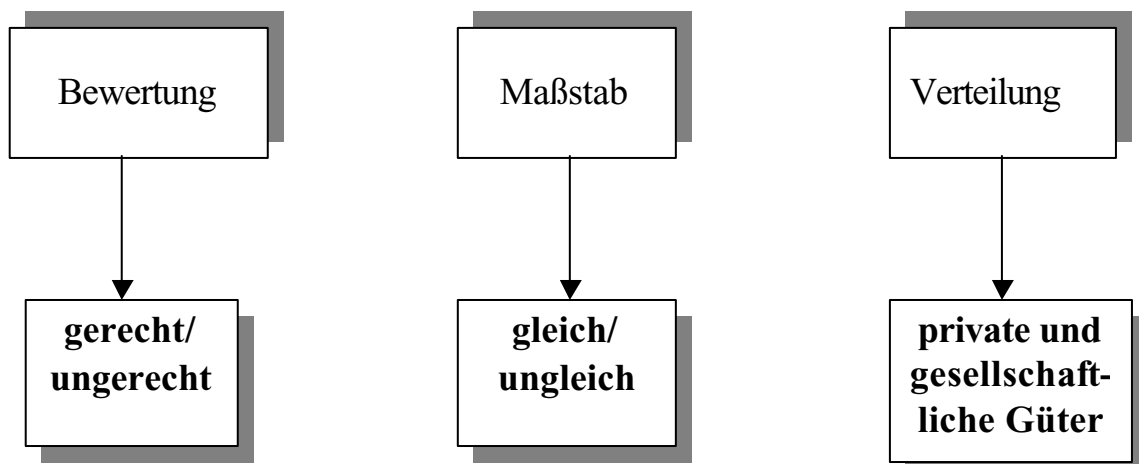 Bewertung
Maßstab
Verteilung
gerecht/
ungerecht
gleich/
ungleich
private und
gesellschaft-
liche Güter